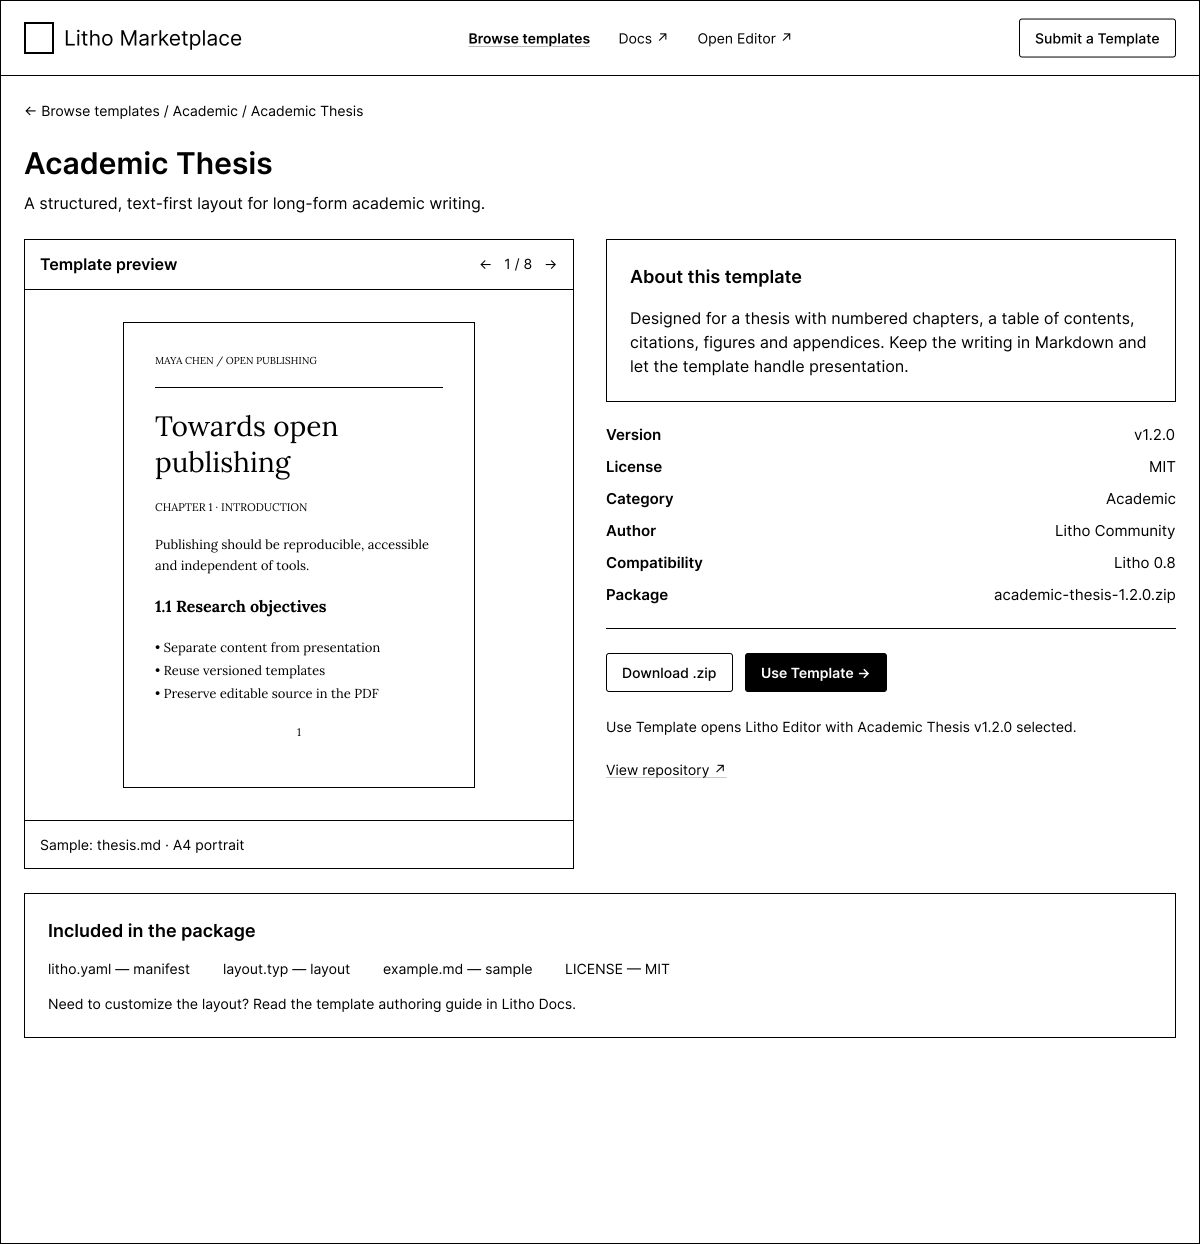 Litho Marketplace
Browse templates
Docs ↗
Open Editor ↗
Submit a Template
← Browse templates / Academic / Academic Thesis
Academic Thesis
A structured, text-first layout for long-form academic writing.
Template preview
← 1 / 8 →
MAYA CHEN / OPEN PUBLISHING
Towards open
publishing
CHAPTER 1 · INTRODUCTION
Publishing should be reproducible, accessible
and independent of tools.
1.1 Research objectives
• Separate content from presentation
• Reuse versioned templates
• Preserve editable source in the PDF
1
Sample: thesis.md · A4 portrait
About this template
Designed for a thesis with numbered chapters, a table of contents,
citations, figures and appendices. Keep the writing in Markdown and
let the template handle presentation.
Version v1.2.0
License MIT
Category Academic
Author Litho Community
Compatibility Litho 0.8
Package academic-thesis-1.2.0.zip
Download .zip
Use Template →
Use Template opens Litho Editor with Academic Thesis v1.2.0 selected.
View repository ↗
Included in the package
litho.yaml — manifest layout.typ — layout example.md — sample LICENSE — MIT
Need to customize the layout? Read the template authoring guide in Litho Docs.